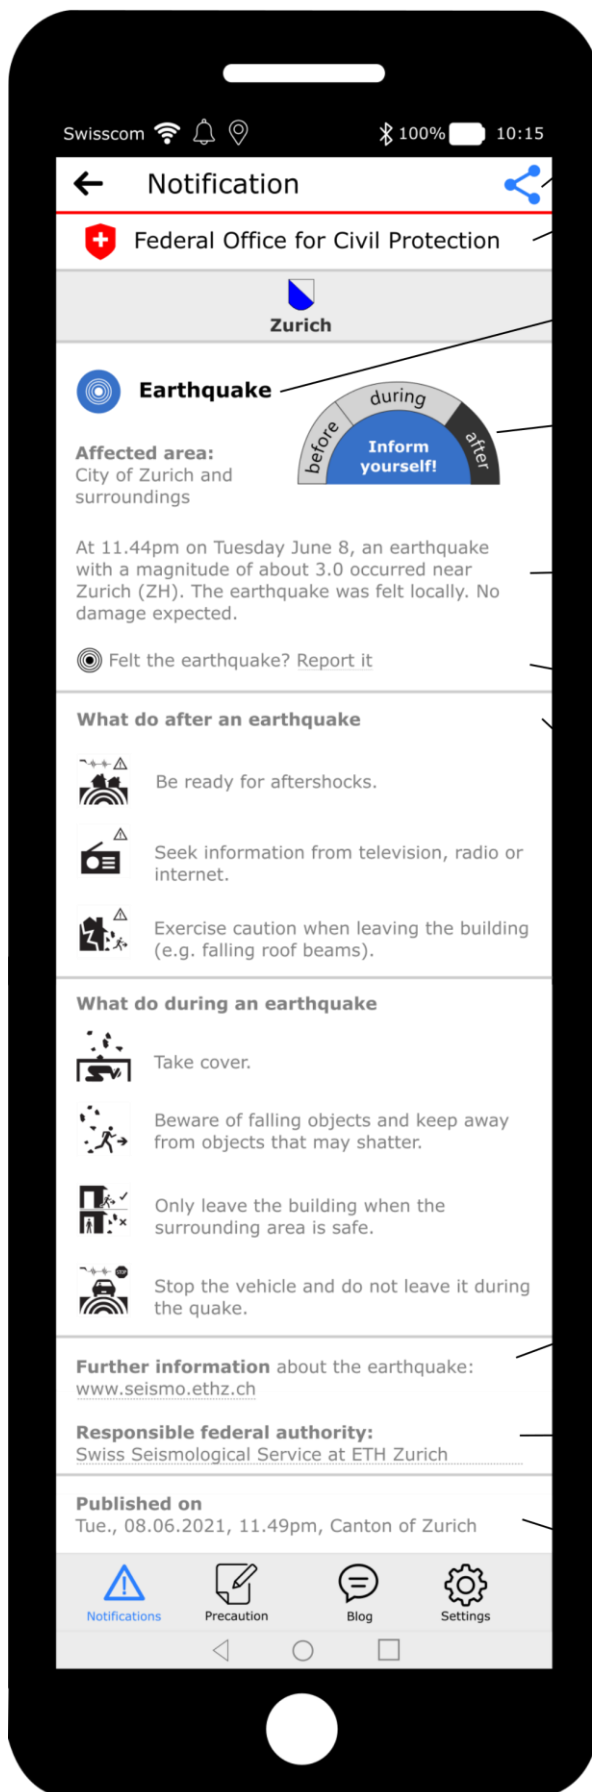 Swisscom 100% 10:15
Notification
Federal Office for Civil Protection
Zurich
Earthquake
before during after
Inform
yourself!
Affected area:
City of Zurich and
surroundings
At 11.44pm on Tuesday June 8, an earthquake
with a magnitude of about 3.0 occurred near
Zurich (ZH). The earthquake was felt locally. No
damage expected.
Felt the earthquake? Report it
What do after an earthquake
Be ready for aftershocks.
Seek information from television, radio or
internet.
Exercise caution when leaving the building
(e.g. falling roof beams).
What do during an earthquake
Take cover.
Beware of falling objects and keep away
from objects that may shatter.
Only leave the building when the
surrounding area is safe.
STOP
Stop the vehicle and do not leave it during
the quake.
Further information about the earthquake:
www.seismo.ethz.ch
Responsible federal authority:
Swiss Seismological Service at ETH Zurich
Published on
Tue., 08.06.2021, 11.49pm, Canton of Zurich
Notifications Precaution Blog Settings